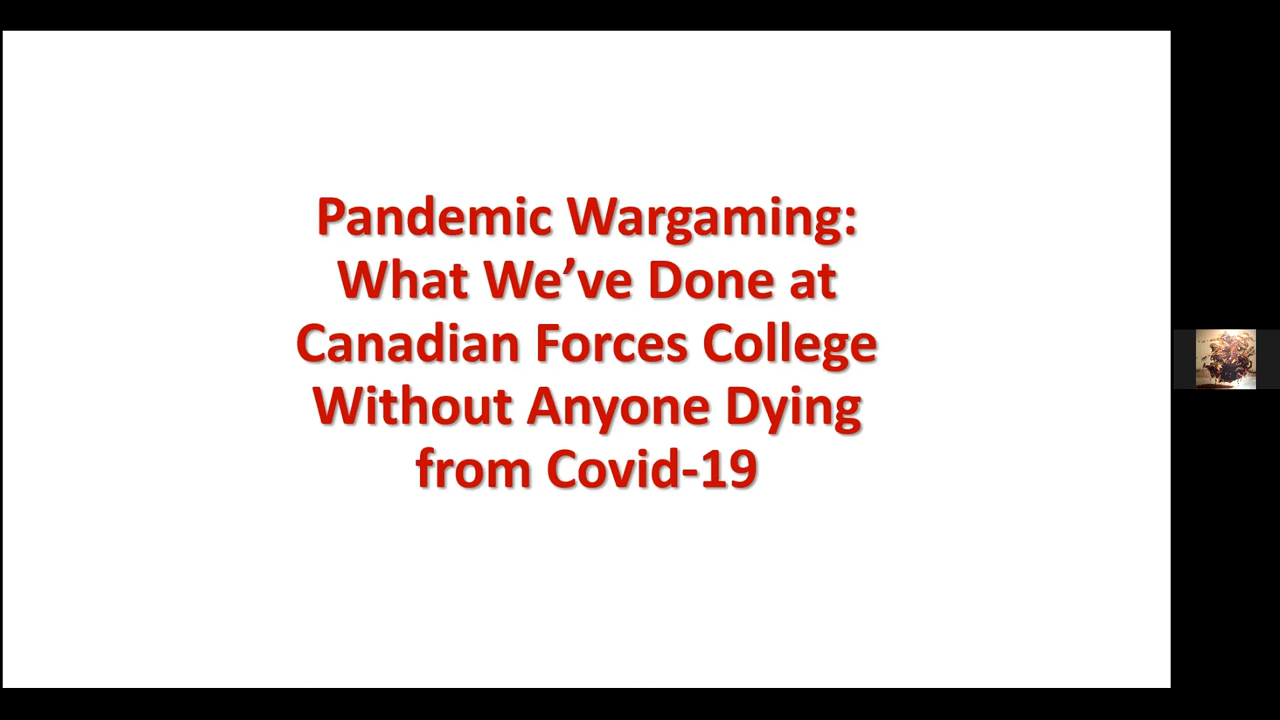 Pandemic Wargaming:
What We’ve Done at
Canadian Forces College
Without Anyone Dying
from Covid-19